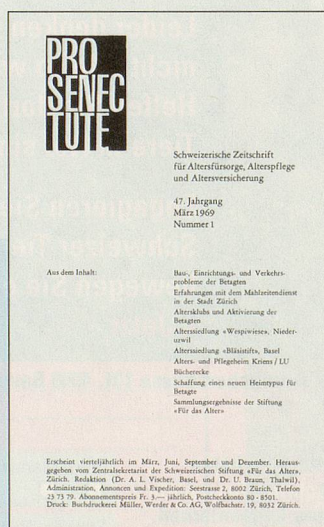 PRO
SENEC
TUTE
Schweizerische Zeitschrift
für Altersfürsorge, Alterspflege
und Altersversicherung
47. Jahrgang
März 1969
Nummer 1
Aus dem Inhalt:
Bau-, Einrichtungs- und Verkehrs-
probleme der Betagten
Erfahrungen mit dem Mahlzeitendienst
in der Stadt Zürich
Altersklubs und Aktivierung der
Betagten
Alterssiedlung «Wespiwiese», Nieder-
uzwil
Alterssiedlung «Bläsistift», Basel
Alters- und Pflegeheim Kriens / LU
Bücherecke
Schaffung eines neuen Heimtypus für
Betagte
Sammlungsergebnisse der Stiftung
«Für das Alter»
Erscheint vierteljährlich im März, Juni, September und Dezember. Heraus-
gegeben vom Zentralsekretariat der Schweizerischen Stiftung «Für das Alter»,
Zürich. Redaktion (Dr. A. L. Vischer, Basel, und Dr. U. Braun, Thalwil),
Administration, Annoncen und Expedition: Seestrasse 2, 8002 Zürich, Telefon
23 73 79. Abonnementspreis Fr. 3.— jährlich, Postcheckkonto 80 - 8501.
Druck: Buchdruckerei Müller, Werder & Co. AG, Wolfbachstr. 19, 8032 Zürich.